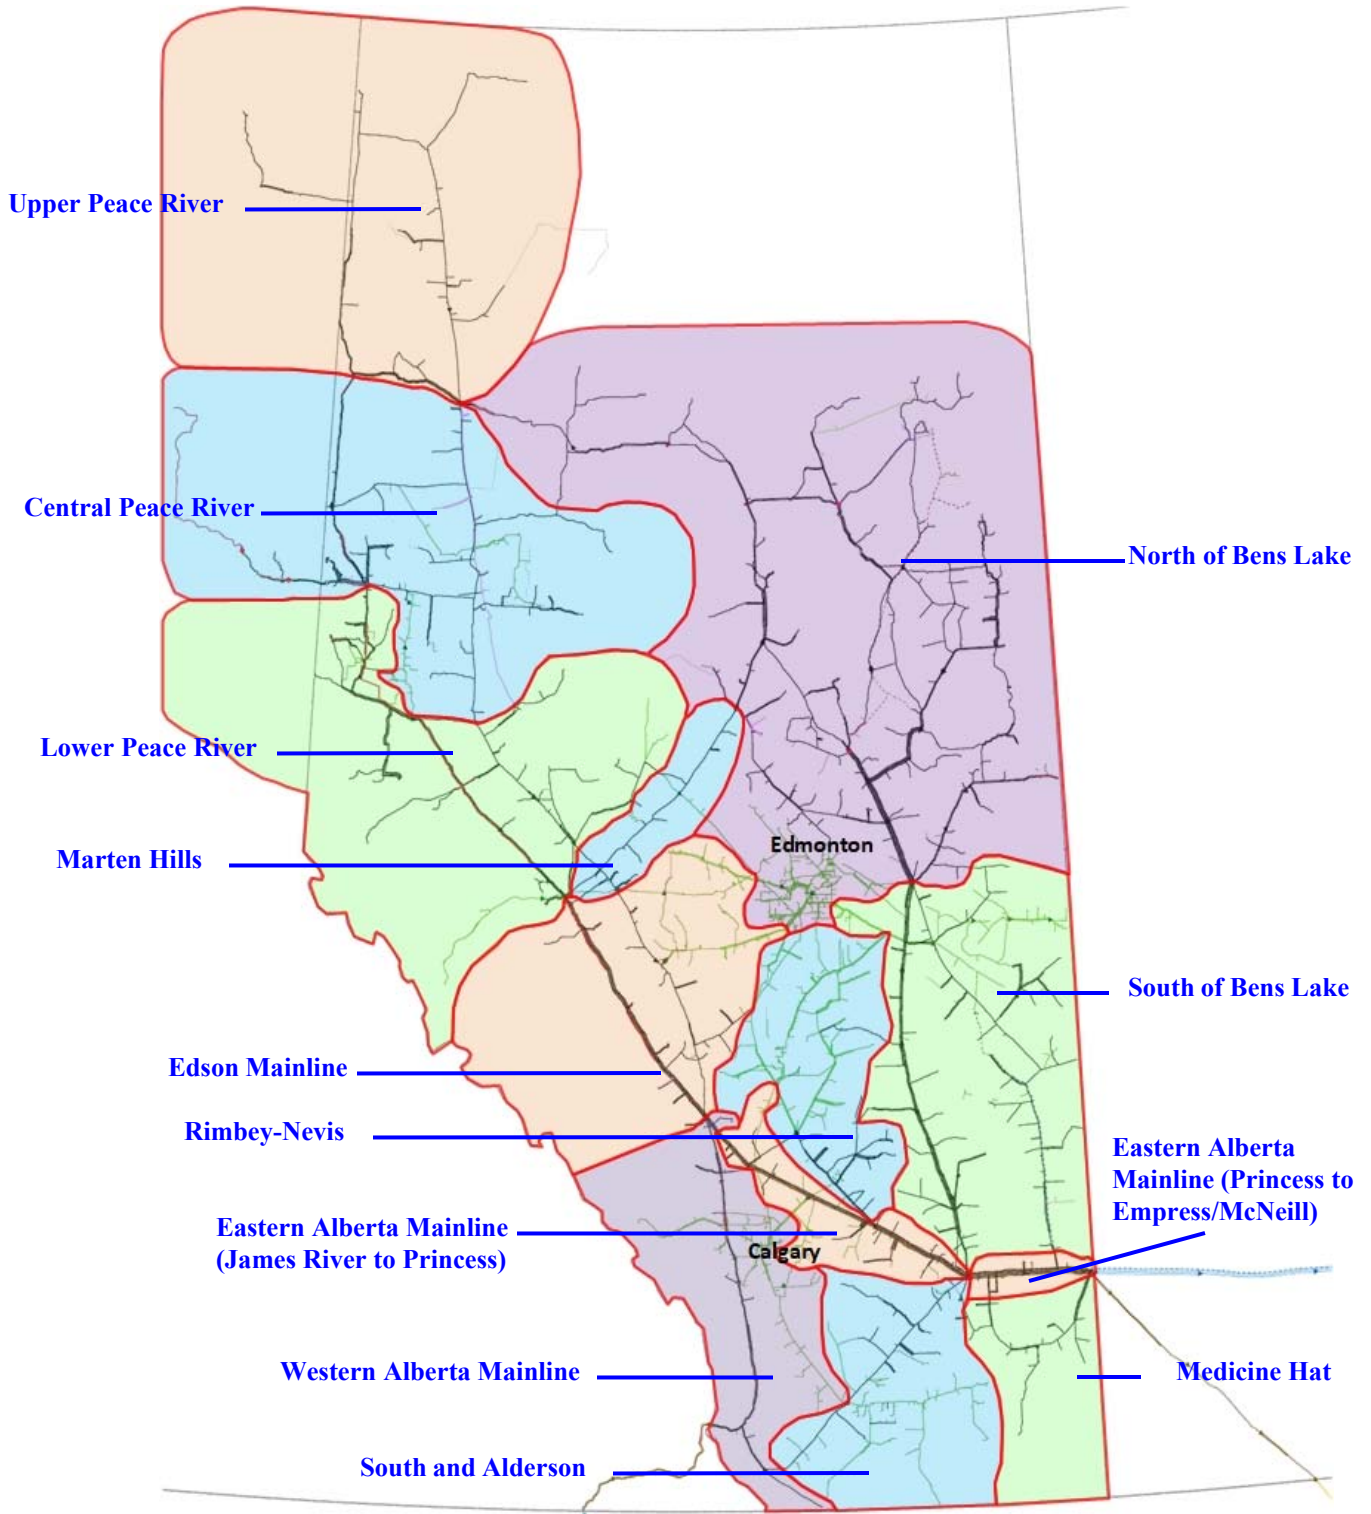 Upper Peace River
Central Peace River
North of Bens Lake
Lower Peace River
Edmonton
Marten Hills
South of Bens Lake
Edson Mainline
Rimbey-Nevis
Eastern Alberta
Mainline (Princess to
Empress/McNeill)
Eastern Alberta Mainline
(James River to Princess)
Calgary
Western Alberta Mainline
Medicine Hat
South and Alderson